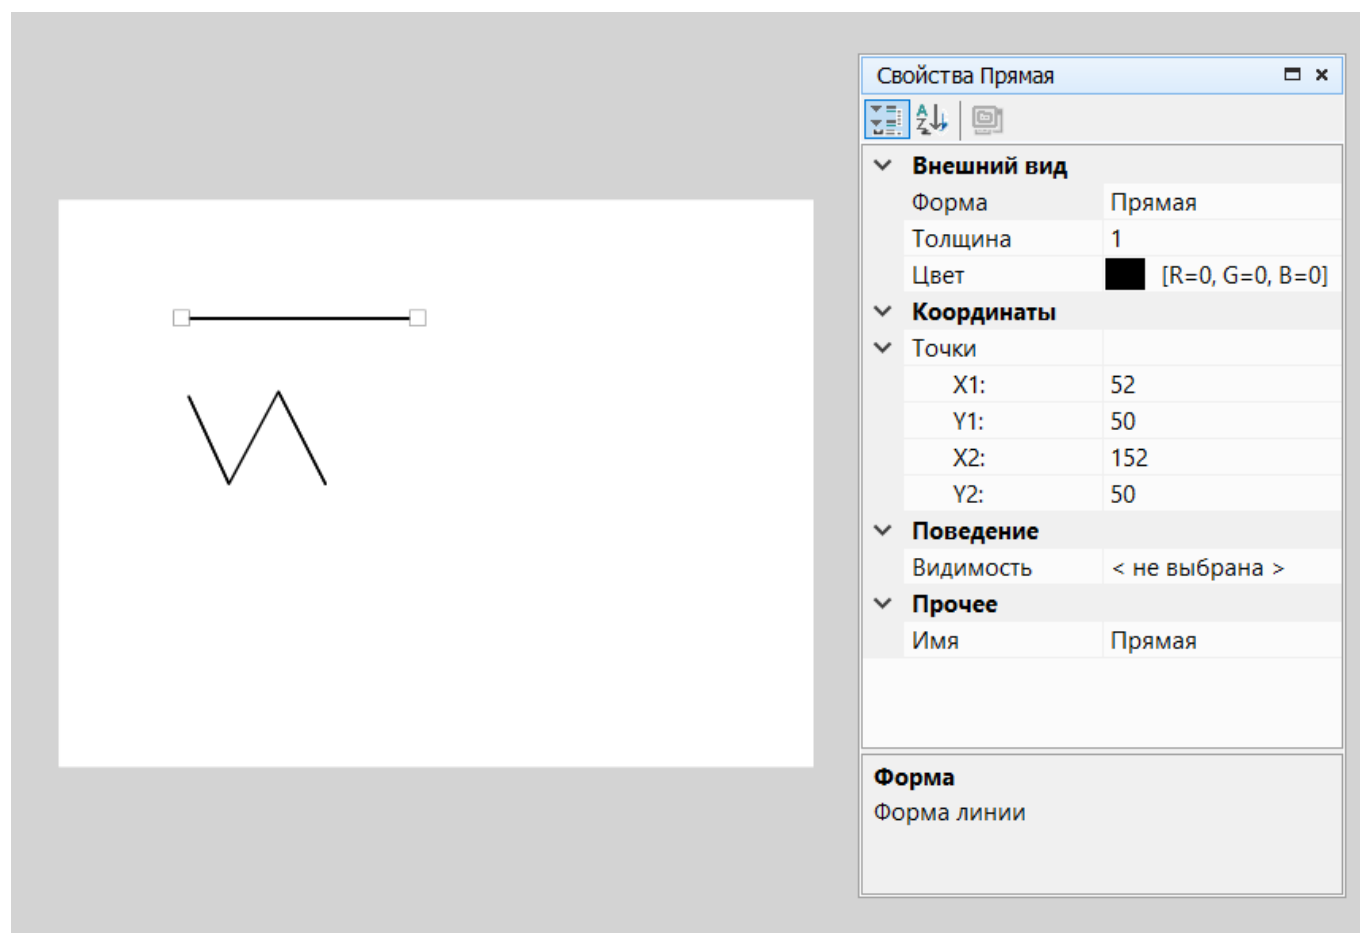 Свойства Прямая
Внешний вид
Форма Прямая
Толщина 1
Цвет [R=0, G=0, B=0]
Координаты
Точки
X1: 52
Y1: 50
X2: 152
Y2: 50
Поведение
Видимость < не выбрана >
Прочее
Имя Прямая
Форма
Форма линии